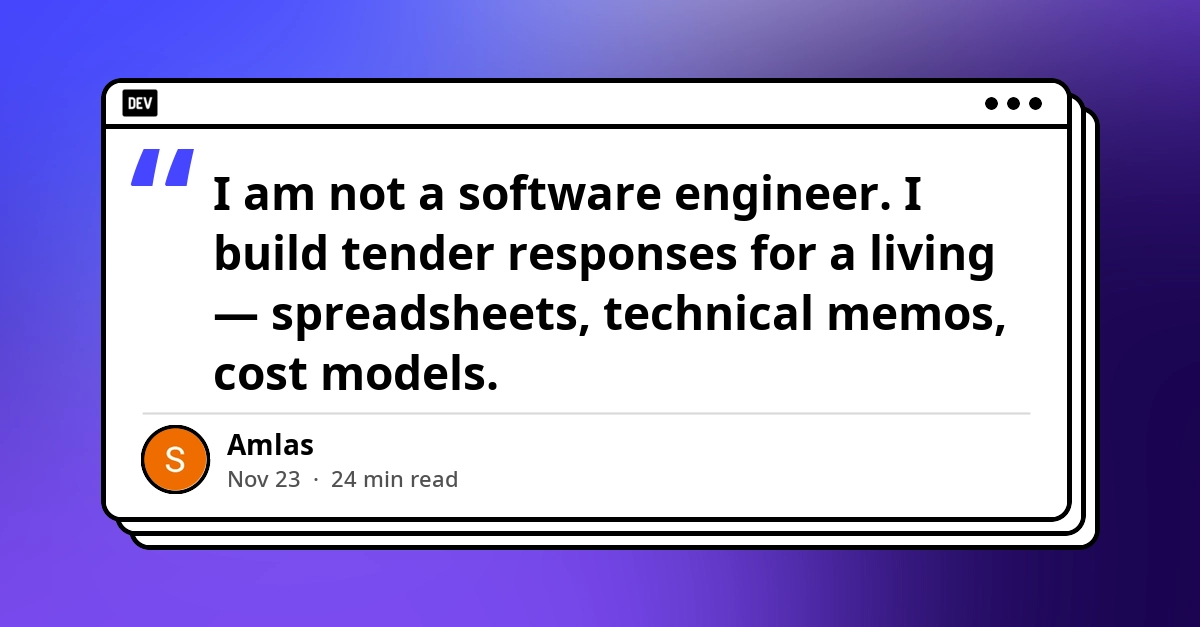 DEV
“
I am not a software engineer. I
build tender responses for a living
— spreadsheets, technical memos,
cost models.
S
Amlas
Nov 23 · 24 min read